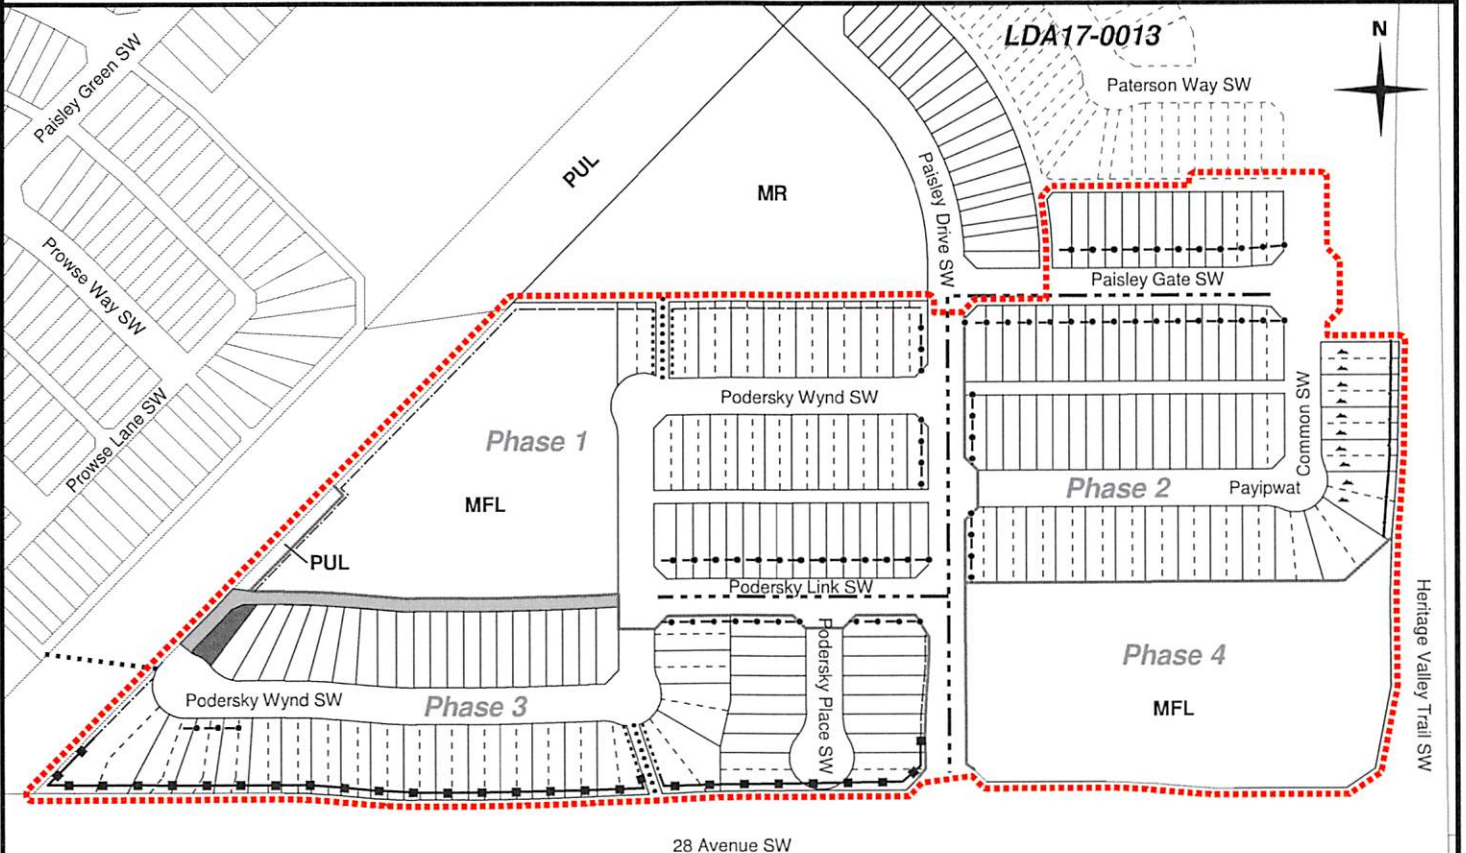 LDA17-0013
N
Paterson Way SW
Paisley Green SW
PUL
MR
Paisley Drive SW
Prowse Way SW
Paisley Gate SW
Prowse Lane SW
Podersky Wynd SW
Common SW
Phase 1
Phase 2
Payipwat
MFL
PUL
Podersky Link SW
Heritage Valley Trail SW
Phase 4
Podersky Place SW
Podersky Wynd SW
Phase 3
MFL
28 Avenue SW